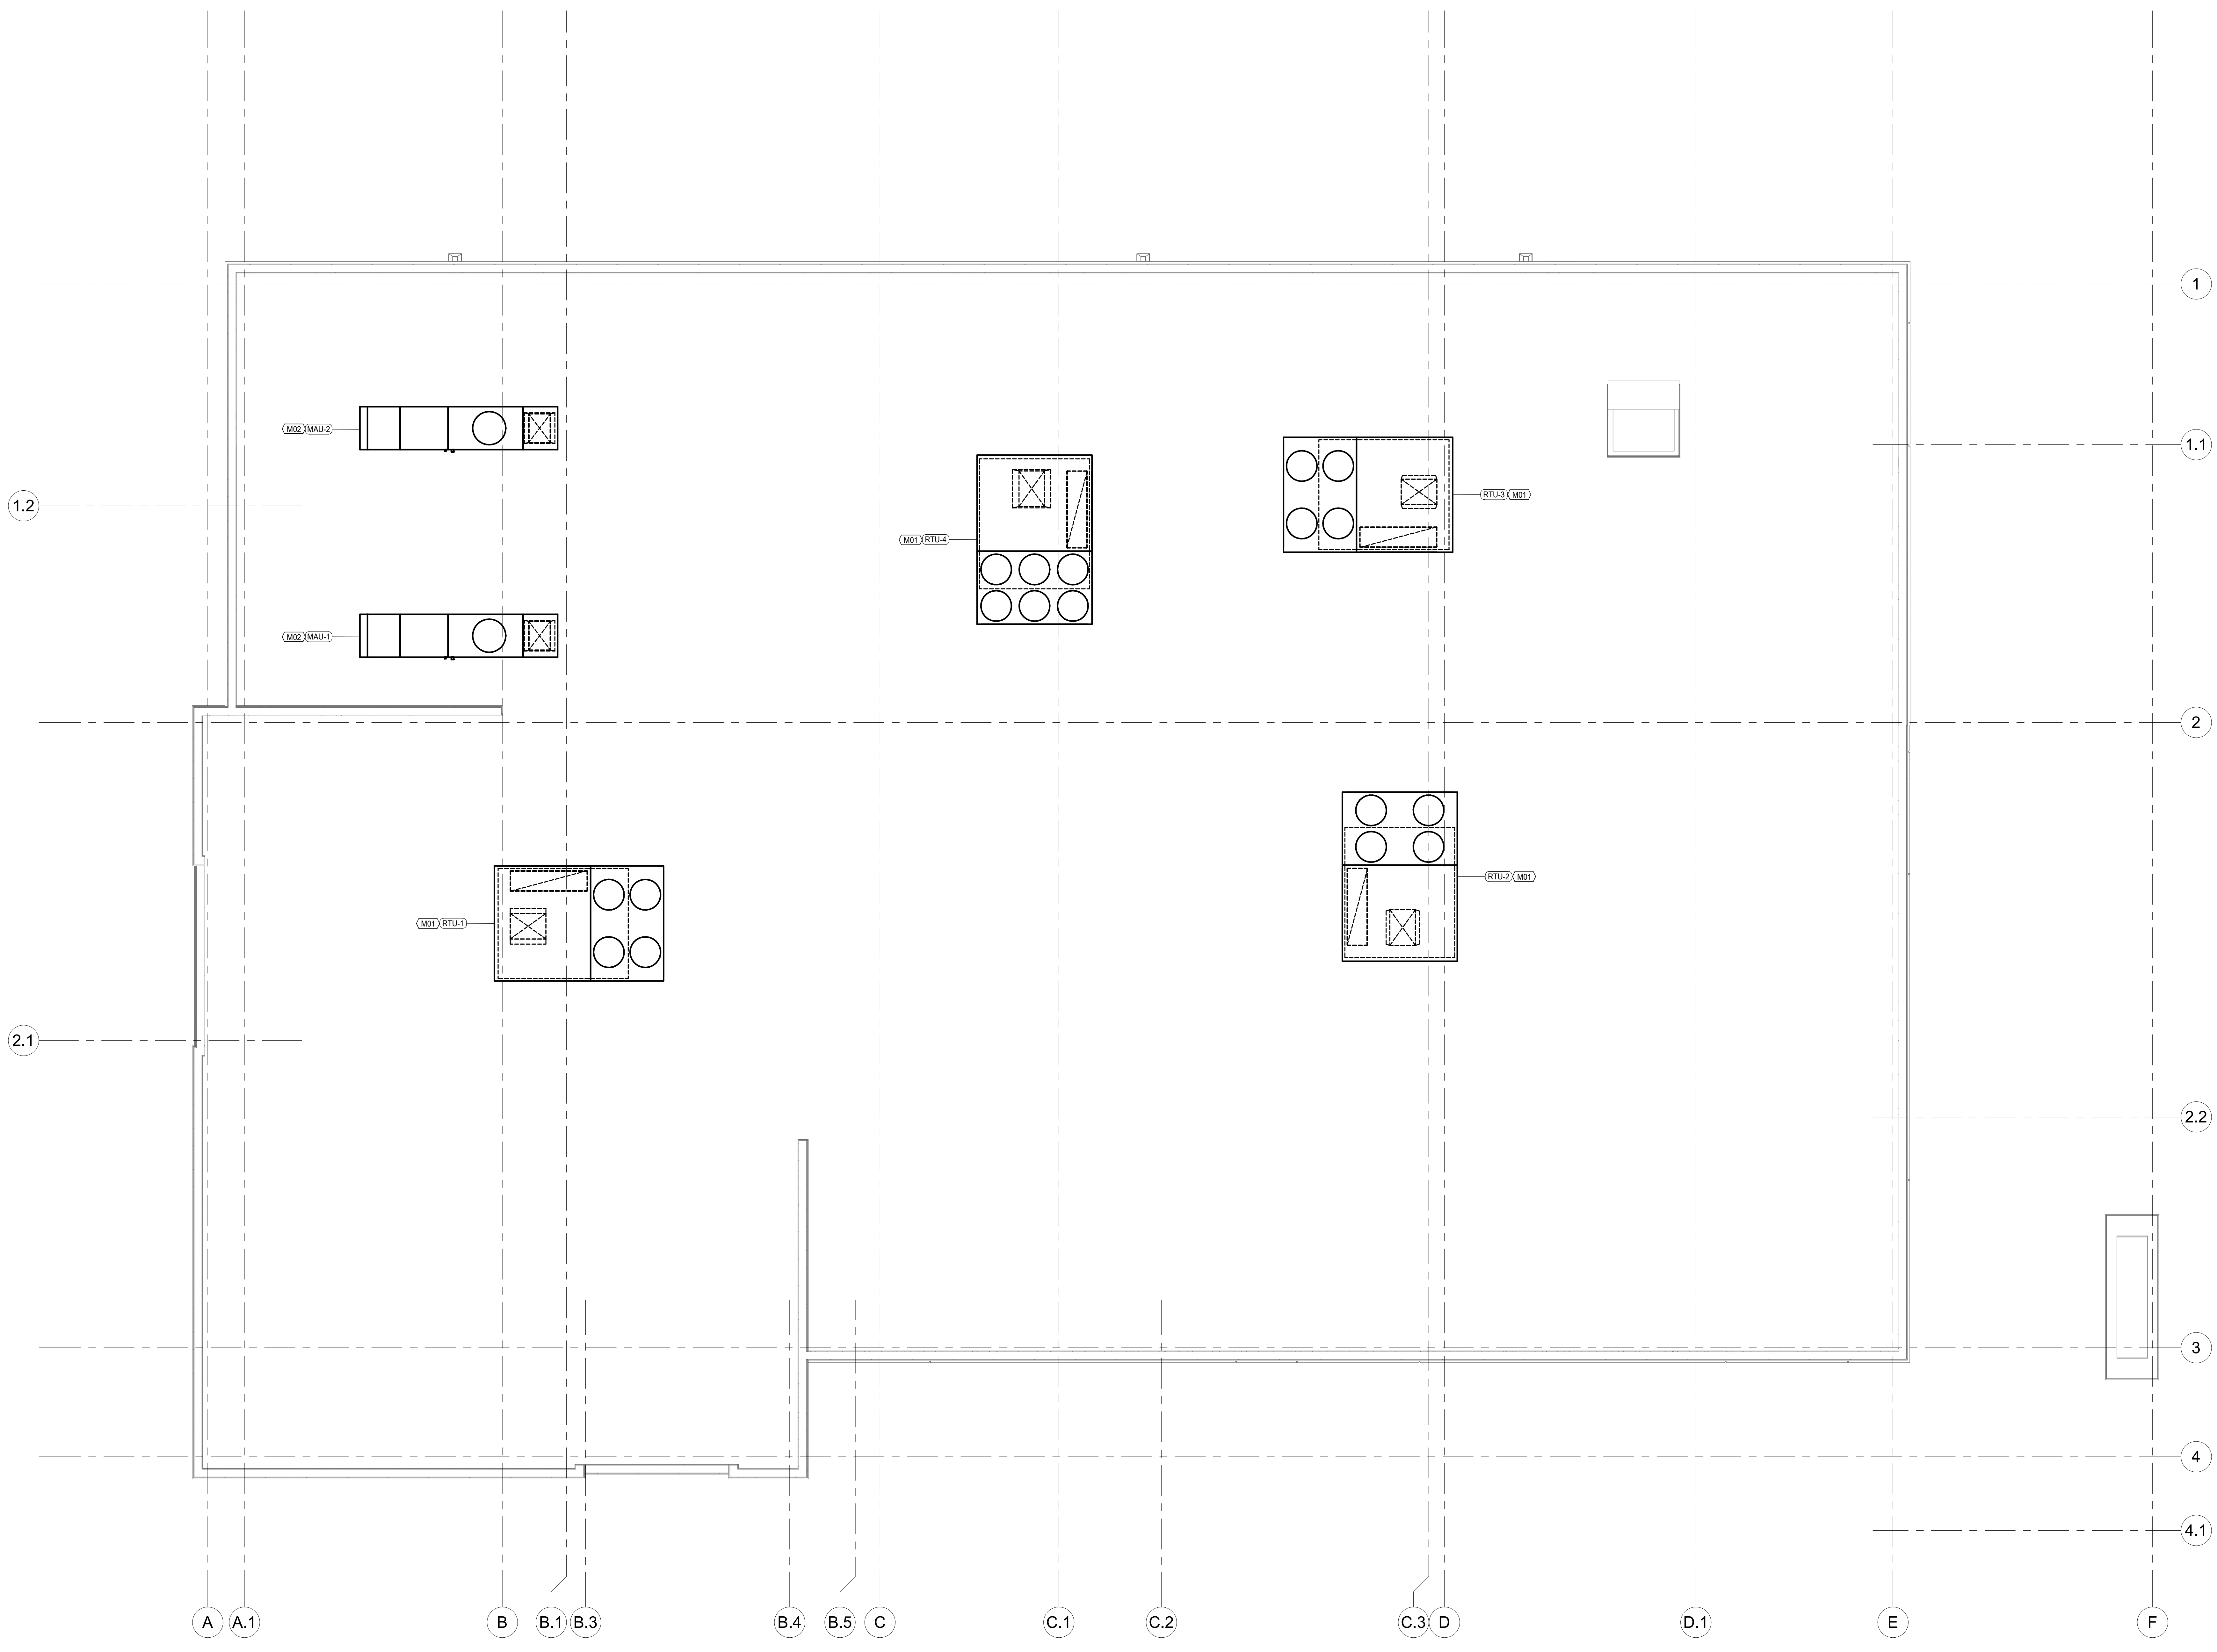 1
M02 MAU-2
1.1
RTU-3 M01
1.2
M01 RTU-4
M02 MAU-1
2
RTU-2 M01
M01 RTU-1
2.1
2.2
3
4
4.1
A A.1 B B.1 B.3 B.4 B.5 C C.1 C.2 C.3 D D.1 E F